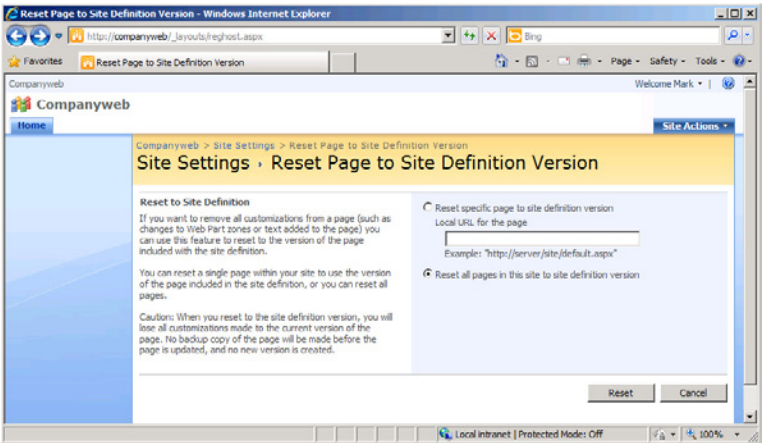 Reset Page to Site Definition Version - Windows Internet Explorer
http://companyweb/_layouts/reghost.aspx
Bing
Favorites
Reset Page to Site Definition Version
Page
Safety
Tools
Companyweb
Welcome Mark
Companyweb
Home
Site Actions
Companyweb > Site Settings > Reset Page to Site Definition Version
Site Settings › Reset Page to Site Definition Version
Reset to Site Definition
If you want to remove all customizations from a page (such as
changes to Web Part zones or text added to the page) you
can use this feature to reset to the version of the page
included with the site definition.
You can reset a single page within your site to use the version
of the page included in the site definition, or you can reset all
pages.
Caution: When you reset to the site definition version, you will
lose all customizations made to the current version of the
page. No backup copy of the page will be made before the
page is updated, and no new version is created.
Reset specific page to site definition version
Local URL for the page
Example: "http://server/site/default.aspx"
Reset all pages in this site to site definition version
Reset
Cancel
Local intranet | Protected Mode: Off
100%